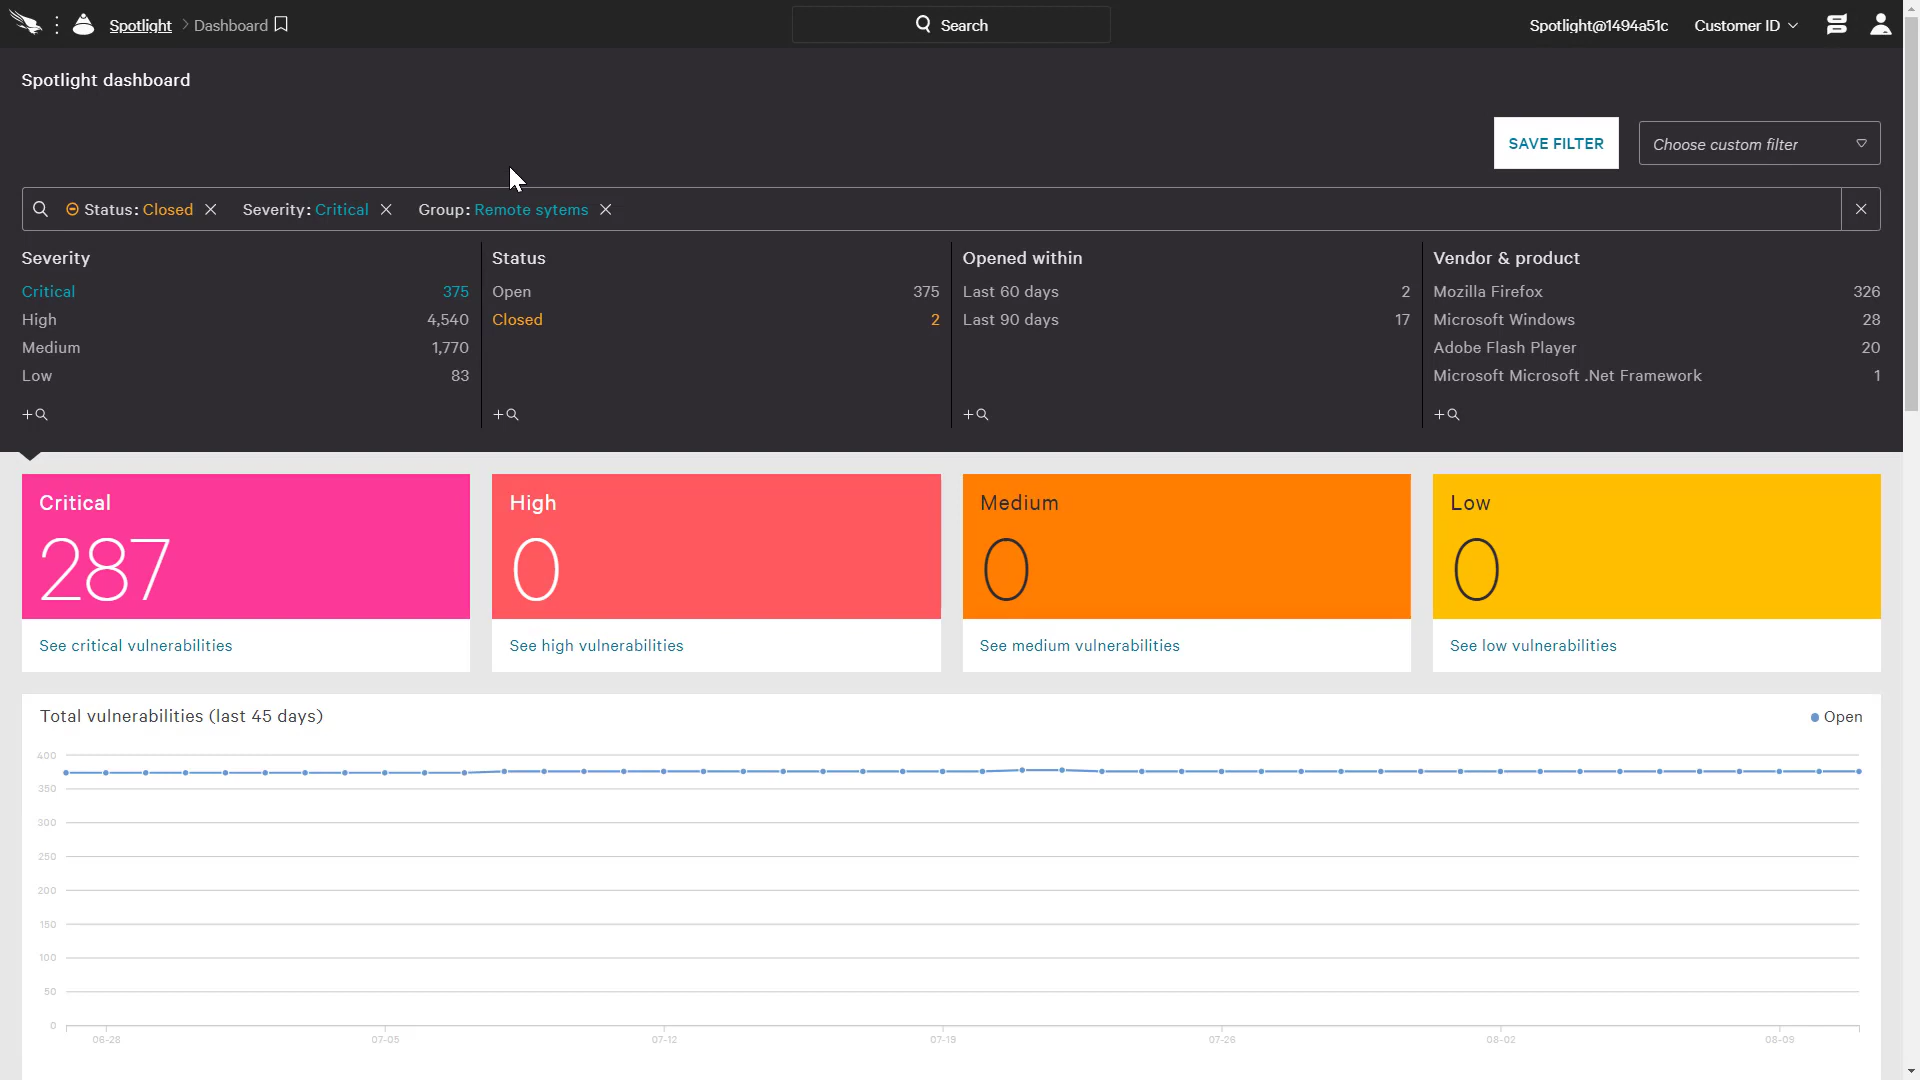 Spotlight > Dashboard
Search
Spotlight@1494a51c
Customer ID
Spotlight dashboard
SAVE FILTER
Choose custom filter
Status: Closed
Severity: Critical
Group: Remote sytems
Severity
Critical 375
High 4,540
Medium 1,770
Low 83
Status
Open 375
Closed 2
Opened within
Last 60 days 2
Last 90 days 17
Vendor & product
Mozilla Firefox 326
Microsoft Windows 28
Adobe Flash Player 20
Microsoft Microsoft .Net Framework 1
Critical
287
See critical vulnerabilities
High
0
See high vulnerabilities
Medium
0
See medium vulnerabilities
Low
0
See low vulnerabilities
Total vulnerabilities (last 45 days)
Open
400
350
300
250
200
150
100
50
0
06-28 07-05 07-12 07-19 07-26 08-02 08-09